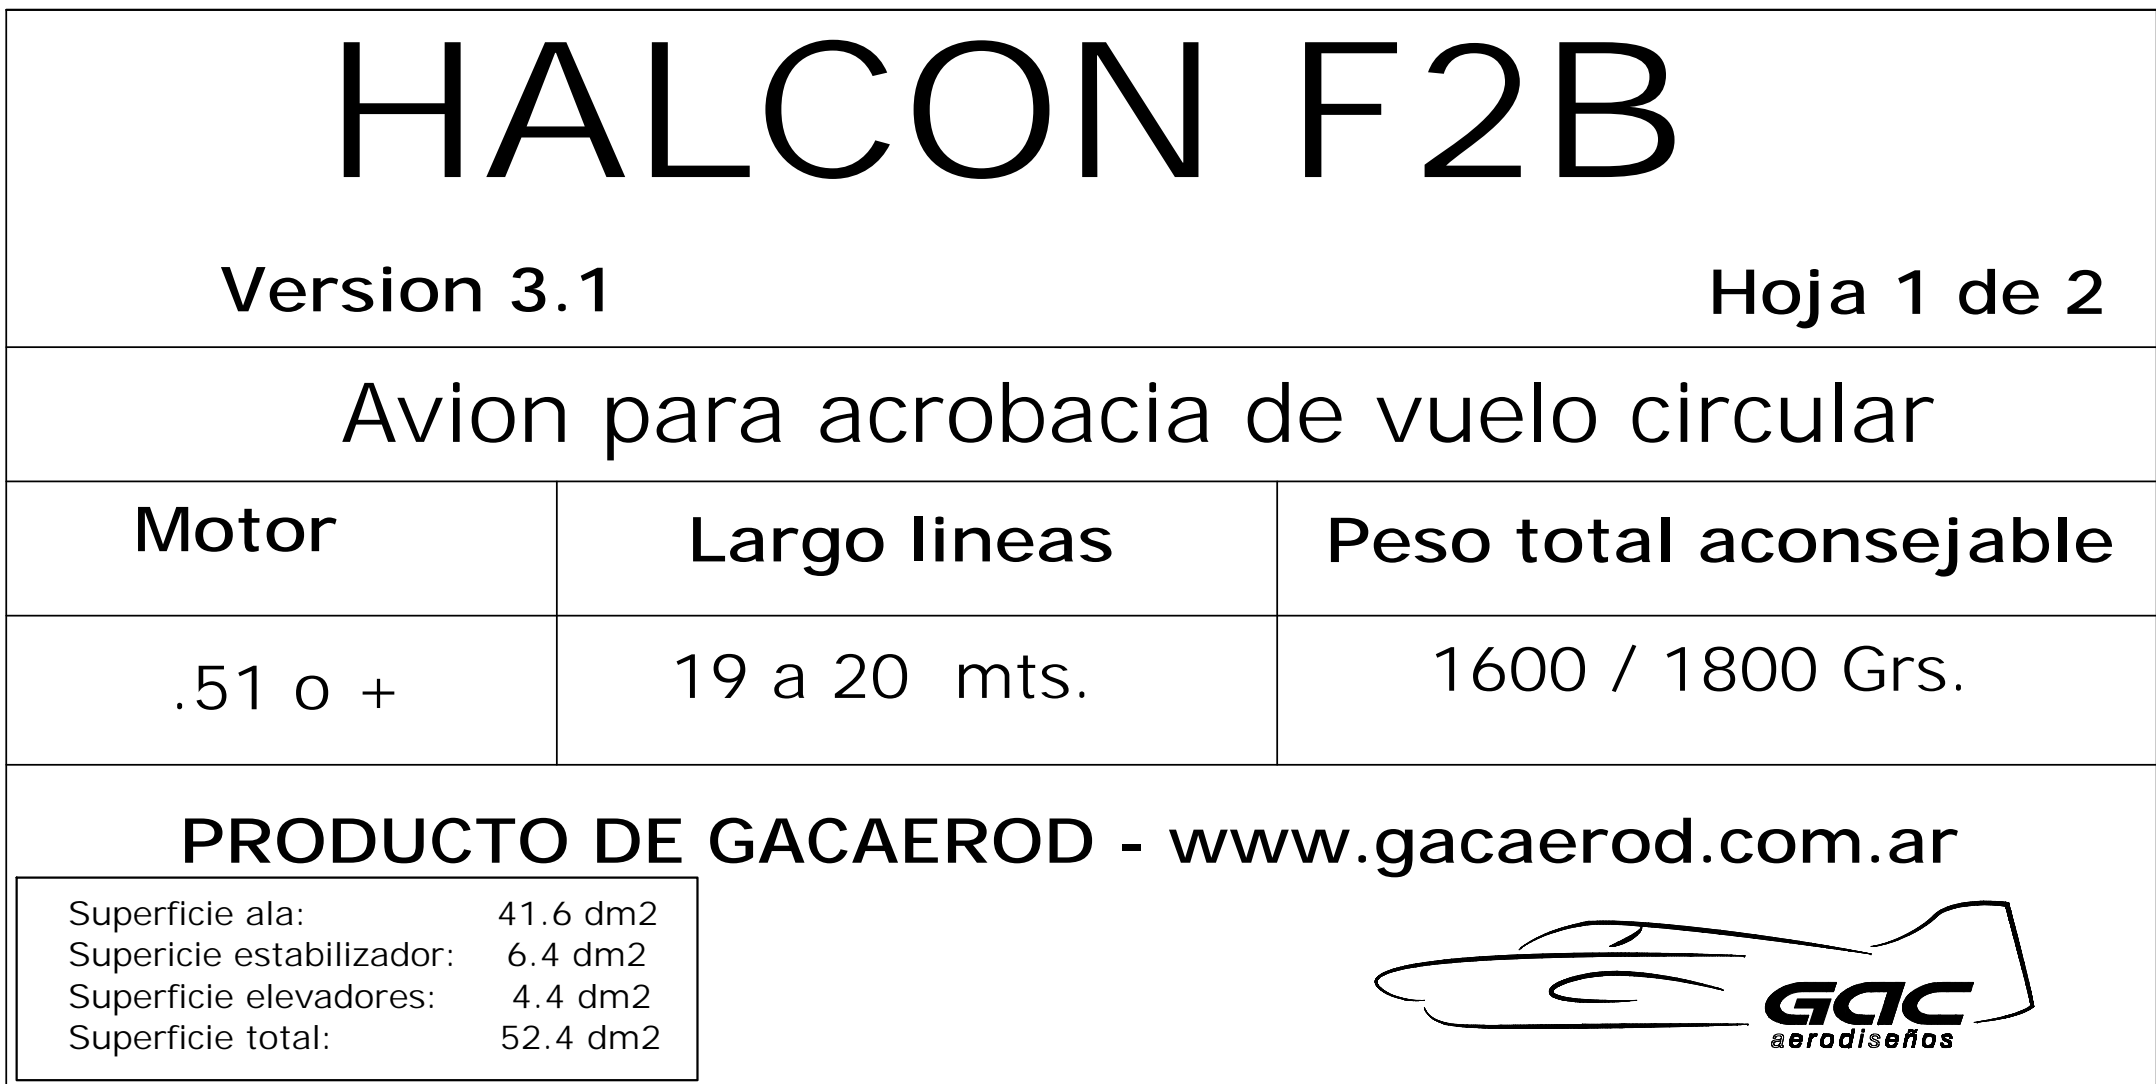 HALCON F2B
Version 3.1
Hoja 1 de 2
Avion para acrobacia de vuelo circular
Motor
Largo lineas
Peso total aconsejable
.51 o +
19 a 20 mts.
1600 / 1800 Grs.
PRODUCTO DE GACAEROD - www.gacaerod.com.ar
Superficie ala: 41.6 dm2
Supericie estabilizador: 6.4 dm2
Superficie elevadores: 4.4 dm2
Superficie total: 52.4 dm2
GAC
aerodiseños